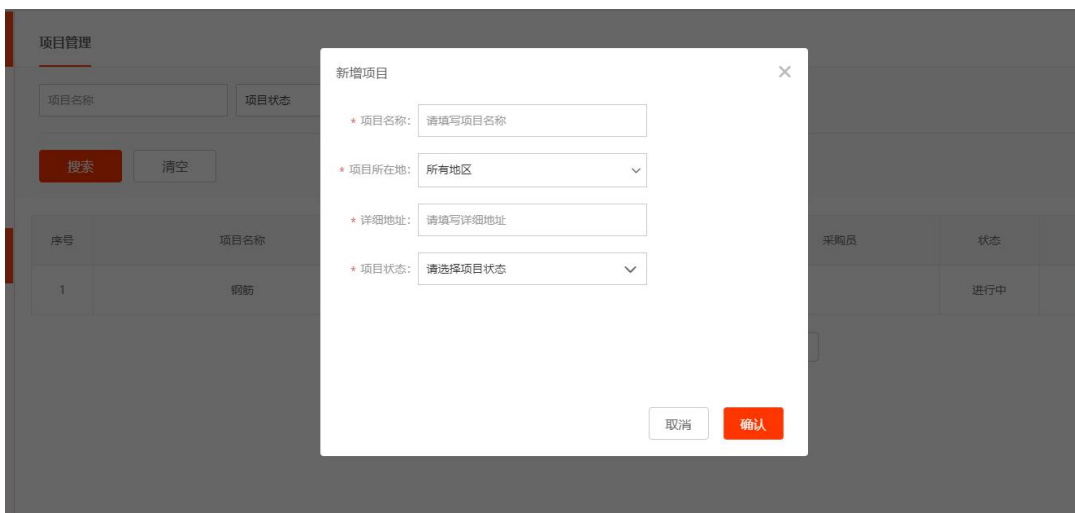 项目管理
项目名称 项目状态
搜索 清空
序号 项目名称 采购员 状态
1 钢筋 进行中
新增项目
* 项目名称: 请填写项目名称
* 项目所在地: 所有地区
* 详细地址: 请填写详细地址
* 项目状态: 请选择项目状态
取消 确认